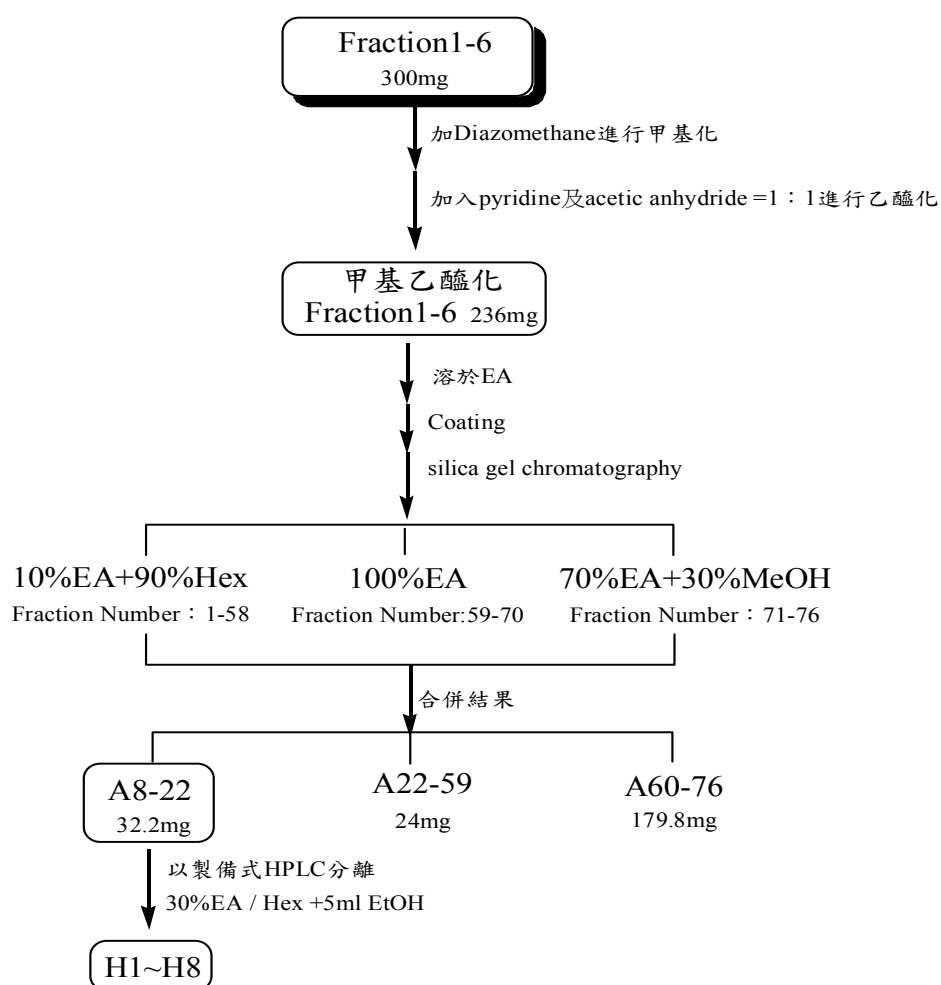 Fraction1-6
300mg
加Diazomethane進行甲基化
加入pyridine及acetic anhydride =1：1進行乙醯化
甲基乙醯化
Fraction1-6 236mg
溶於EA
Coating
silica gel chromatography
10%EA+90%Hex
Fraction Number：1-58
100%EA
Fraction Number:59-70
70%EA+30%MeOH
Fraction Number：71-76
合併結果
A8-22
32.2mg
A22-59
24mg
A60-76
179.8mg
以製備式HPLC分離
30%EA / Hex +5ml EtOH
H1~H8